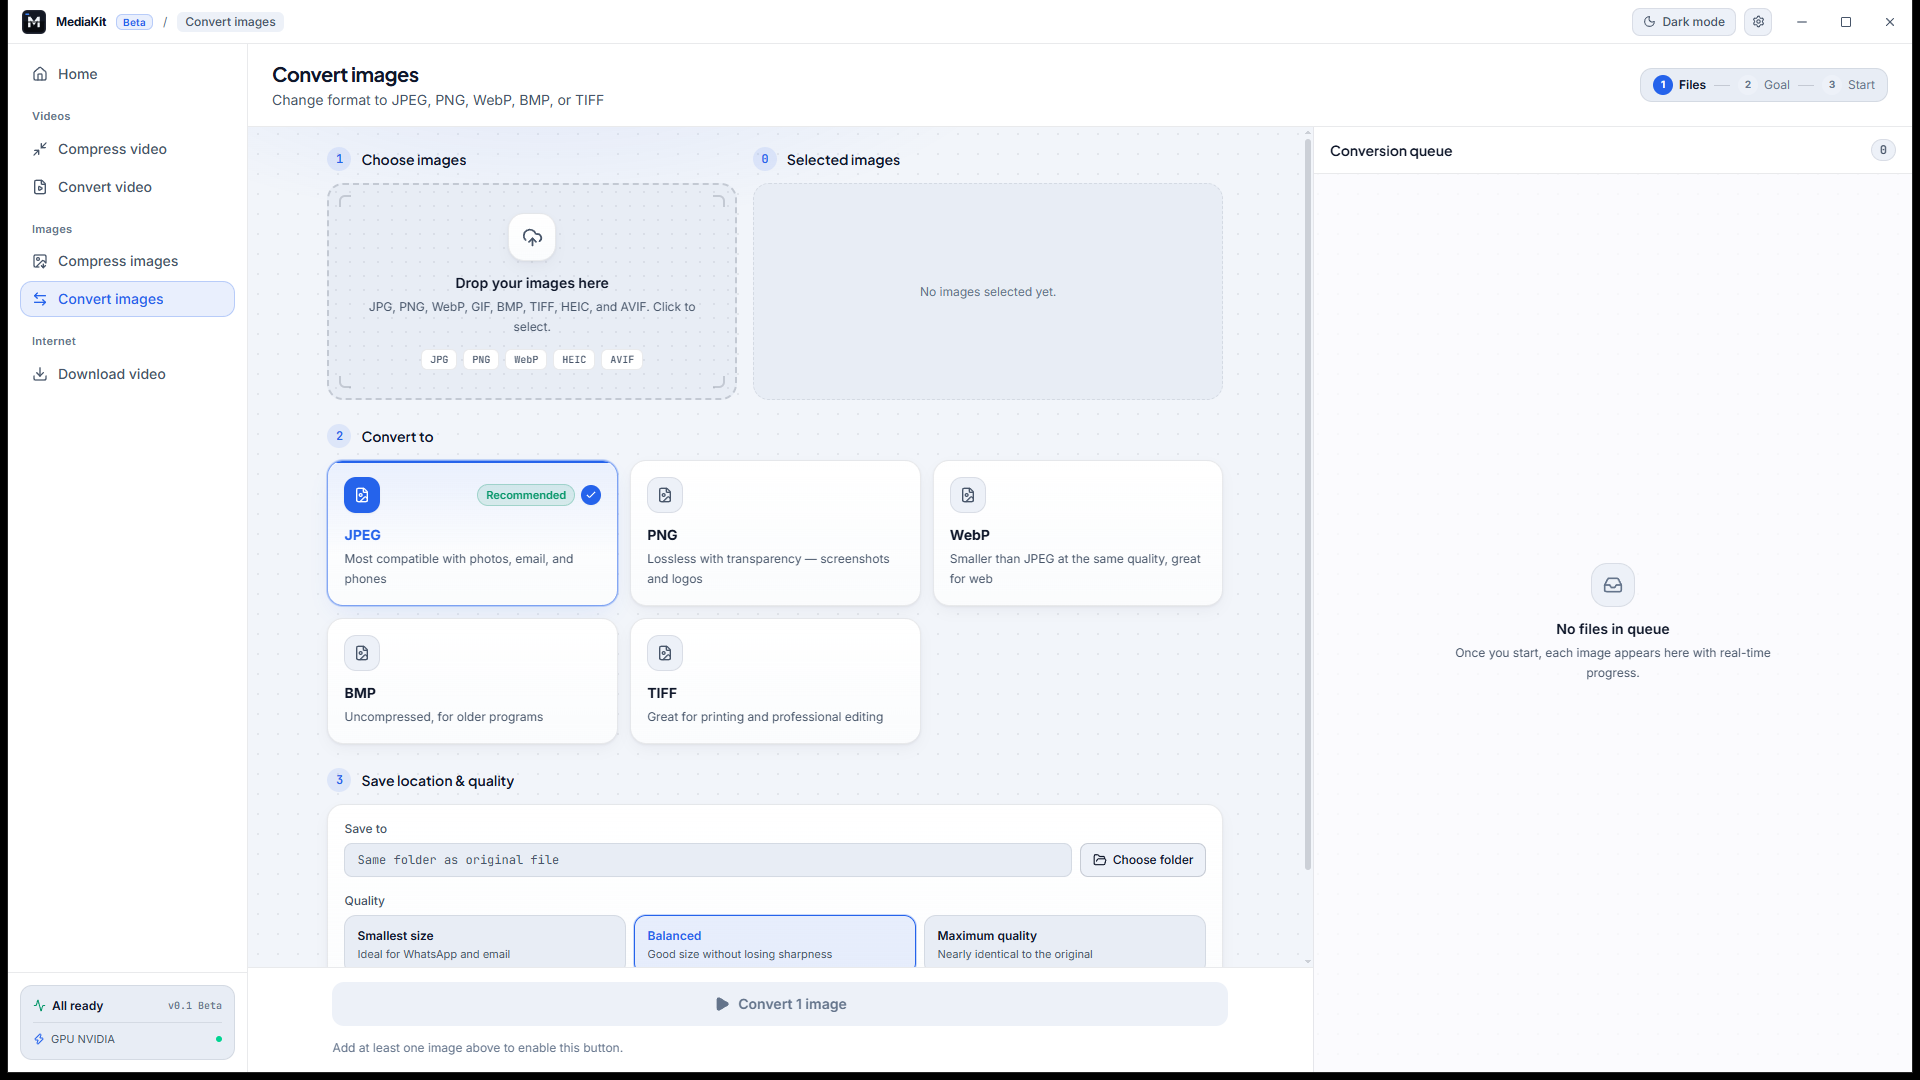 MediaKit Beta / Convert images
Dark mode
Home
Videos
Compress video
Convert video
Images
Compress images
Convert images
Internet
Download video
All ready v0.1 Beta
GPU NVIDIA
Convert images
Change format to JPEG, PNG, WebP, BMP, or TIFF
1 Files 2 Goal 3 Start
1 Choose images
Drop your images here
JPG, PNG, WebP, GIF, BMP, TIFF, HEIC, and AVIF. Click to
select.
JPG PNG WebP HEIC AVIF
0 Selected images
No images selected yet.
2 Convert to
Recommended
JPEG
Most compatible with photos, email, and
phones
PNG
Lossless with transparency — screenshots
and logos
WebP
Smaller than JPEG at the same quality, great
for web
BMP
Uncompressed, for older programs
TIFF
Great for printing and professional editing
3 Save location & quality
Save to
Same folder as original file
Choose folder
Quality
Smallest size
Ideal for WhatsApp and email
Balanced
Good size without losing sharpness
Maximum quality
Nearly identical to the original
Convert 1 image
Add at least one image above to enable this button.
Conversion queue 0
No files in queue
Once you start, each image appears here with real-time
progress.